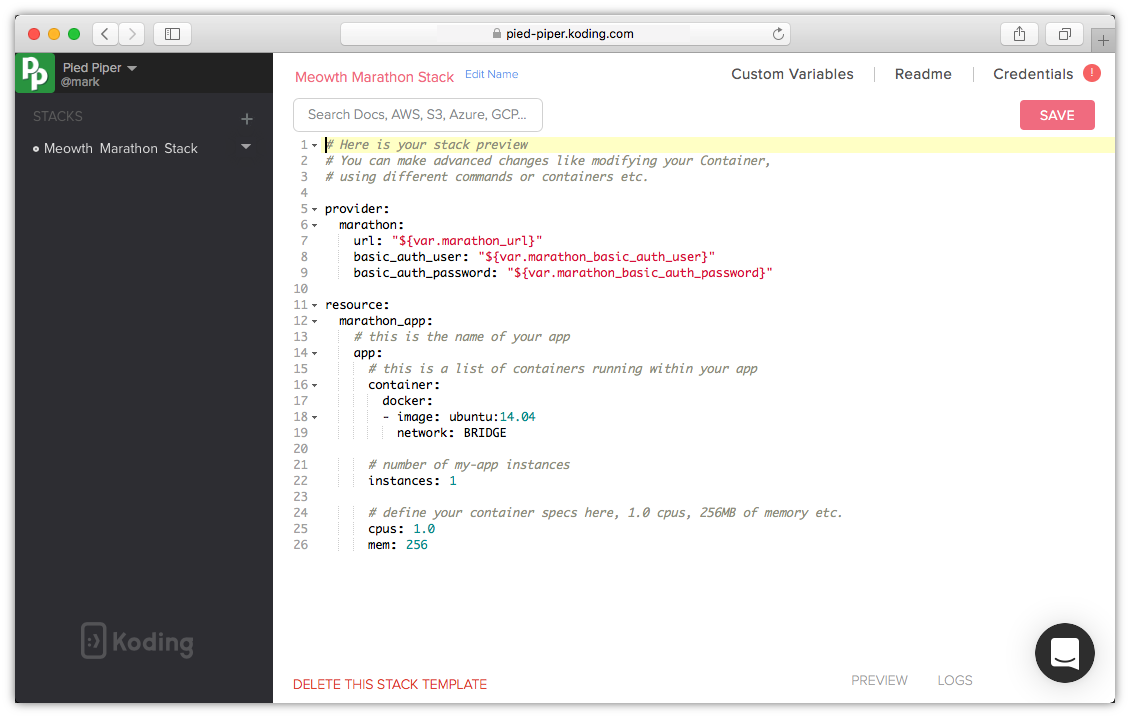 pied-piper.koding.com
Pp
Pied Piper
@mark
STACKS
Meowth Marathon Stack
Koding
Meowth Marathon Stack Edit Name
Custom Variables Readme Credentials !
Search Docs, AWS, S3, Azure, GCP...
SAVE
1 # Here is your stack preview
2 # You can make advanced changes like modifying your Container,
3 # using different commands or containers etc.
4
5 provider:
6 marathon:
7 url: "${var.marathon_url}"
8 basic_auth_user: "${var.marathon_basic_auth_user}"
9 basic_auth_password: "${var.marathon_basic_auth_password}"
10
11 resource:
12 marathon_app:
13 # this is the name of your app
14 app:
15 # this is a list of containers running within your app
16 container:
17 docker:
18 - image: ubuntu:14.04
19 network: BRIDGE
20
21 # number of my-app instances
22 instances: 1
23
24 # define your container specs here, 1.0 cpus, 256MB of memory etc.
25 cpus: 1.0
26 mem: 256
DELETE THIS STACK TEMPLATE
PREVIEW LOGS